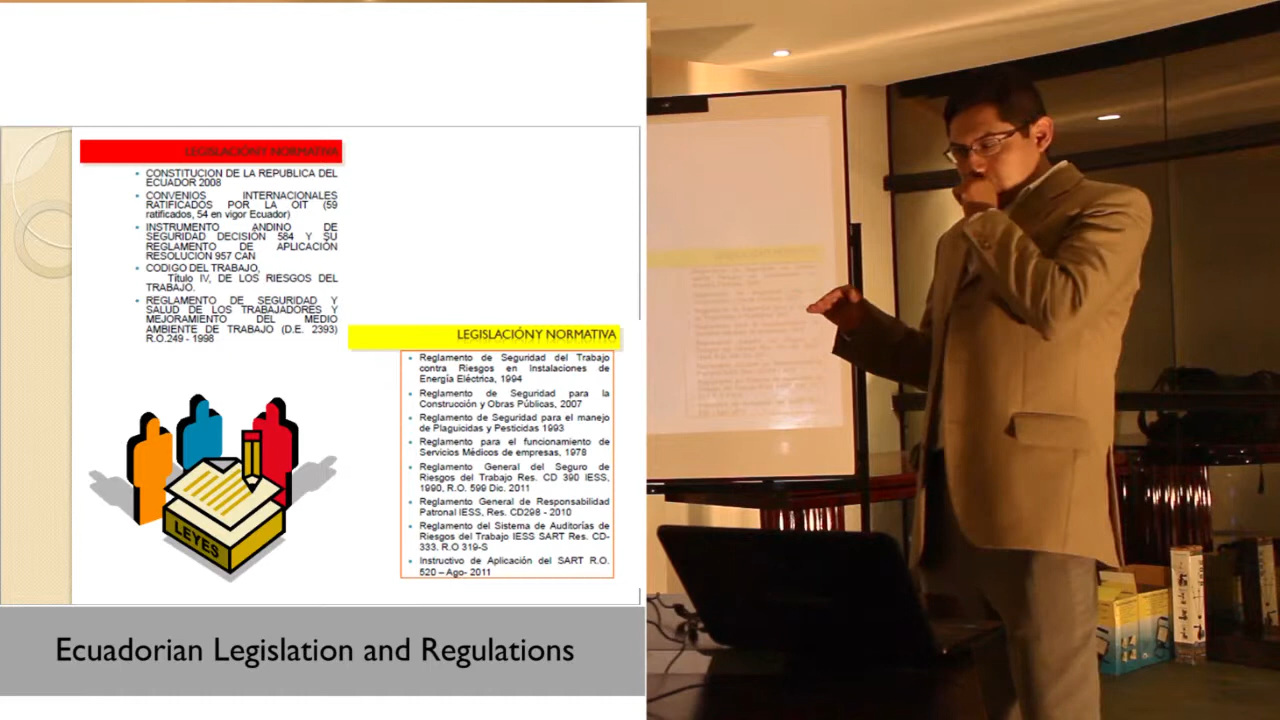 LEGISLACIÓNY NORMATIVA
CONSTITUCION DE LA REPUBLICA DEL
ECUADOR 2008
CONVENIOS INTERNACIONALES
RATIFICADOS POR LA OIT (59
ratificados, 54 en vigor Ecuador)
INSTRUMENTO ANDINO DE
SEGURIDAD DECISIÓN 584 Y SU
REGLAMENTO DE APLICACIÓN
RESOLUCION 957 CAN
CODIGO DEL TRABAJO,
Título IV, DE LOS RIESGOS DEL
TRABAJO.
REGLAMENTO DE SEGURIDAD Y
SALUD DE LOS TRABAJADORES Y
MEJORAMIENTO DEL MEDIO
AMBIENTE DE TRABAJO (D.E. 2393)
R.O.249 - 1998
LEYES
LEGISLACIÓNY NORMATIVA
Reglamento de Seguridad del Trabajo
contra Riesgos en Instalaciones de
Energía Eléctrica, 1994
Reglamento de Seguridad para la
Construcción y Obras Públicas, 2007
Reglamento de Seguridad para el manejo
de Plaguicidas y Pesticidas 1993
Reglamento para el funcionamiento de
Servicios Médicos de empresas, 1978
Reglamento General del Seguro de
Riesgos del Trabajo Res. CD 390 IESS,
1990, R.O. 599 Dic. 2011
Reglamento General de Responsabilidad
Patronal IESS, Res. CD298 - 2010
Reglamento del Sistema de Auditorías de
Riesgos del Trabajo IESS SART Res. CD-
333. R.O 319-S
Instructivo de Aplicación del SART R.O.
520 – Ago- 2011
Ecuadorian Legislation and Regulations